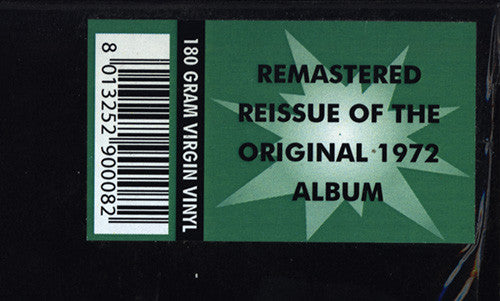 8 013252 900082
180 GRAM VIRGIN VINYL
REMASTERED
REISSUE OF THE
ORIGINAL 1972
ALBUM